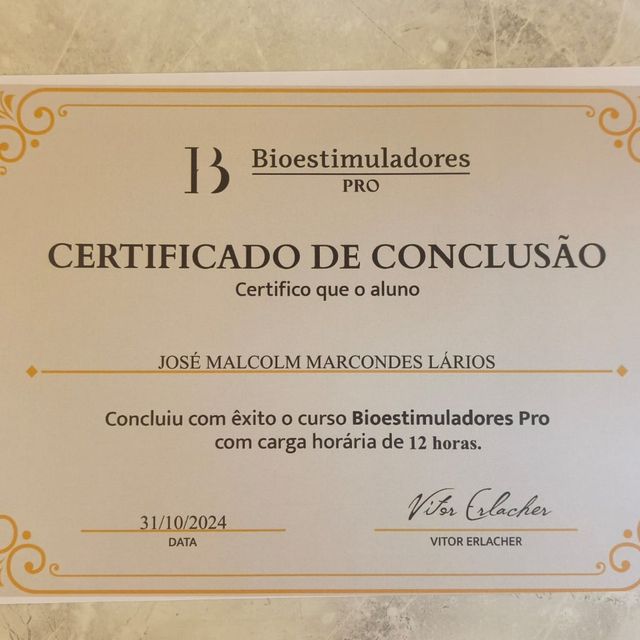 B
Bioestimuladores
PRO
CERTIFICADO DE CONCLUSÃO
Certifico que o aluno
JOSÉ MALCOLM MARCONDES LÁRIOS
Concluiu com êxito o curso Bioestimuladores Pro
com carga horária de 12 horas.
Vitor Erlacher
31/10/2024
DATA
VITOR ERLACHER